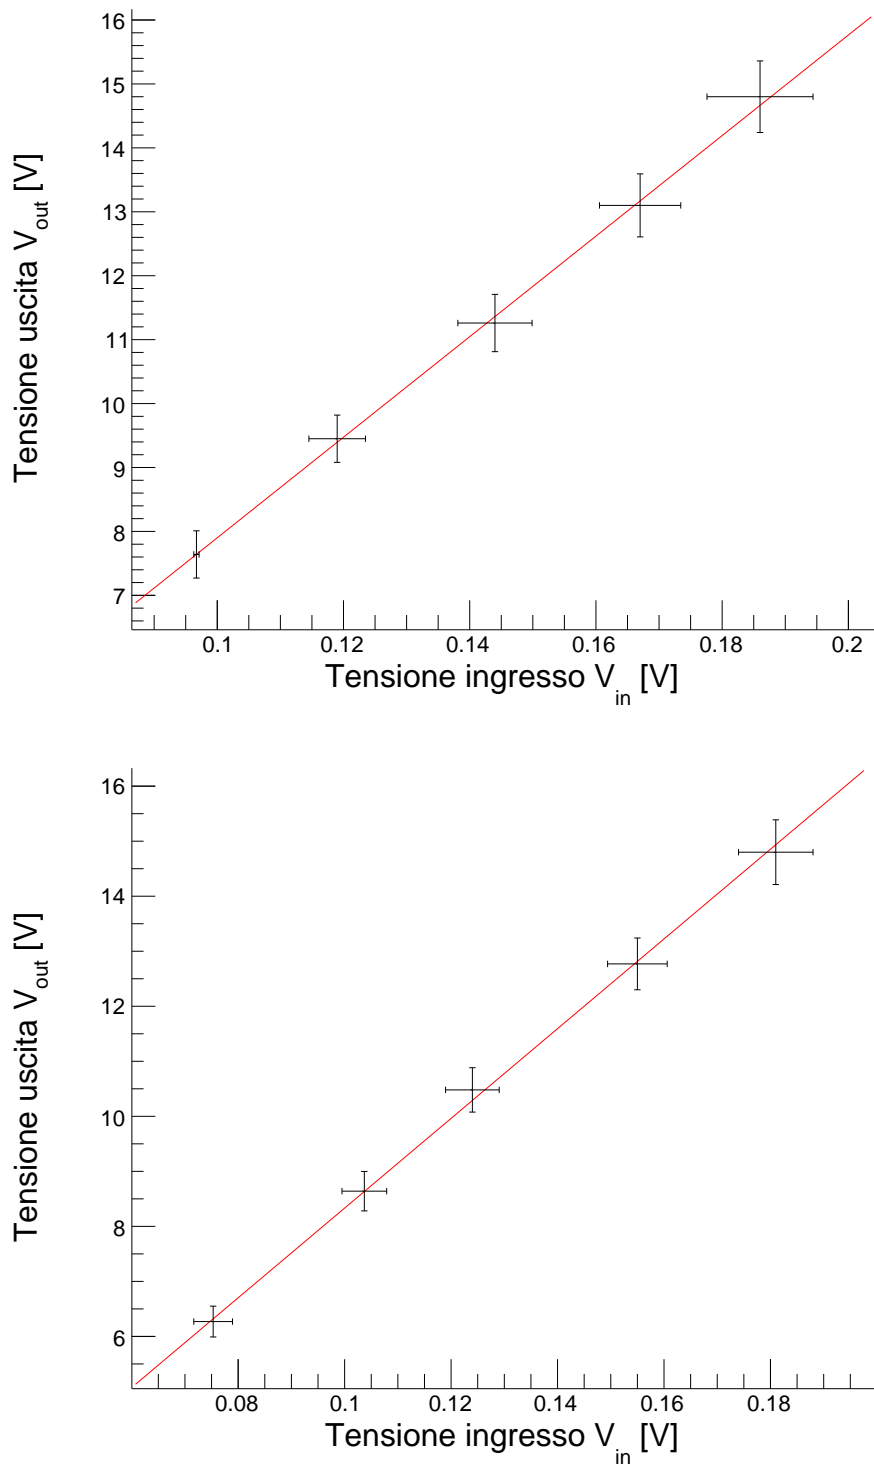 16
15
14
13
12
11
10
9
8
7
Tensione uscita V_out [V]
0.1 0.12 0.14 0.16 0.18 0.2
Tensione ingresso V_in [V]
16
14
12
10
8
6
Tensione uscita V_out [V]
0.08 0.1 0.12 0.14 0.16 0.18
Tensione ingresso V_in [V]